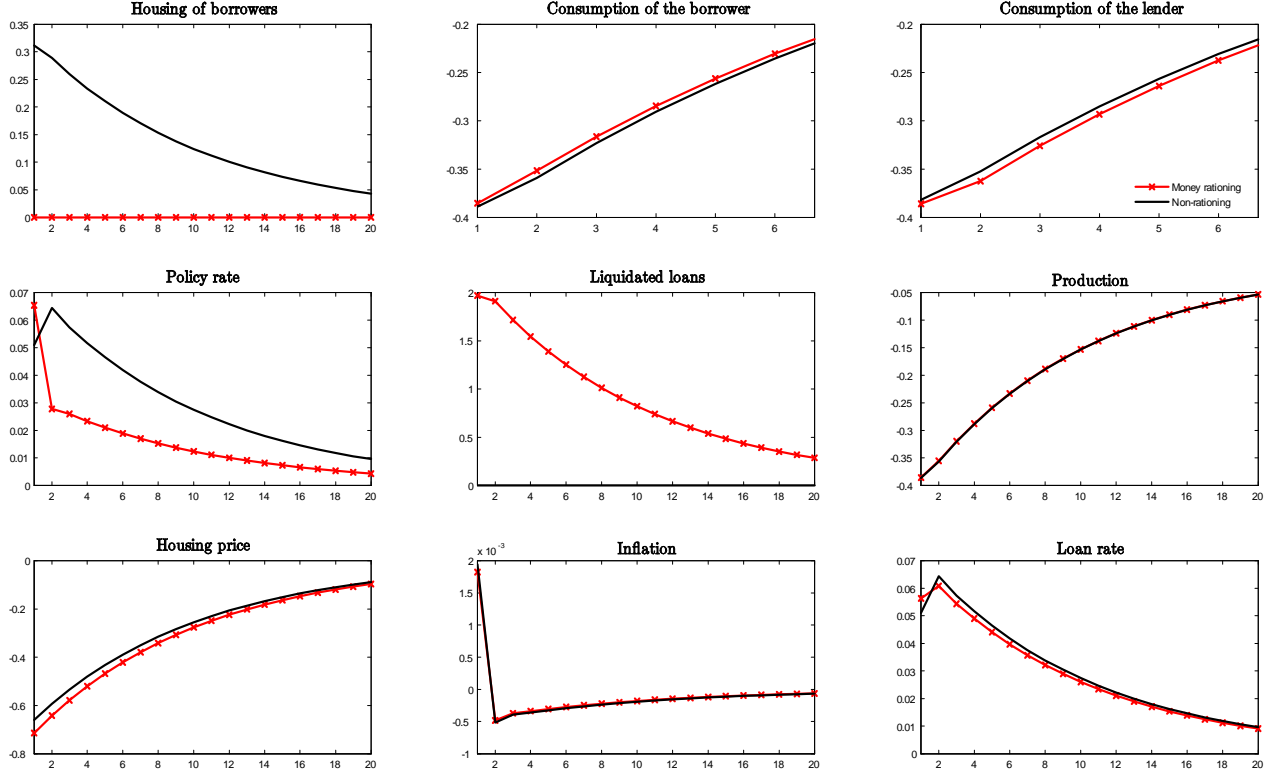 Housing of borrowers
0.35
0.3
0.25
0.2
0.15
0.1
0.05
0
2 4 6 8 10 12 14 16 18 20
Consumption of the borrower
-0.2
-0.25
-0.3
-0.35
-0.4
1 2 3 4 5 6
Consumption of the lender
-0.2
-0.25
-0.3
-0.35
-0.4
1 2 3 4 5 6
Money rationing
Non-rationing
Policy rate
0.07
0.06
0.05
0.04
0.03
0.02
0.01
0
2 4 6 8 10 12 14 16 18 20
Liquidated loans
2
1.5
1
0.5
0
2 4 6 8 10 12 14 16 18 20
Production
-0.05
-0.1
-0.15
-0.2
-0.25
-0.3
-0.35
-0.4
2 4 6 8 10 12 14 16 18 20
Housing price
0
-0.2
-0.4
-0.6
-0.8
2 4 6 8 10 12 14 16 18 20
Inflation
x 10 -3
2
1.5
1
0.5
0
-0.5
-1
2 4 6 8 10 12 14 16 18 20
Loan rate
0.07
0.06
0.05
0.04
0.03
0.02
0.01
0
2 4 6 8 10 12 14 16 18 20